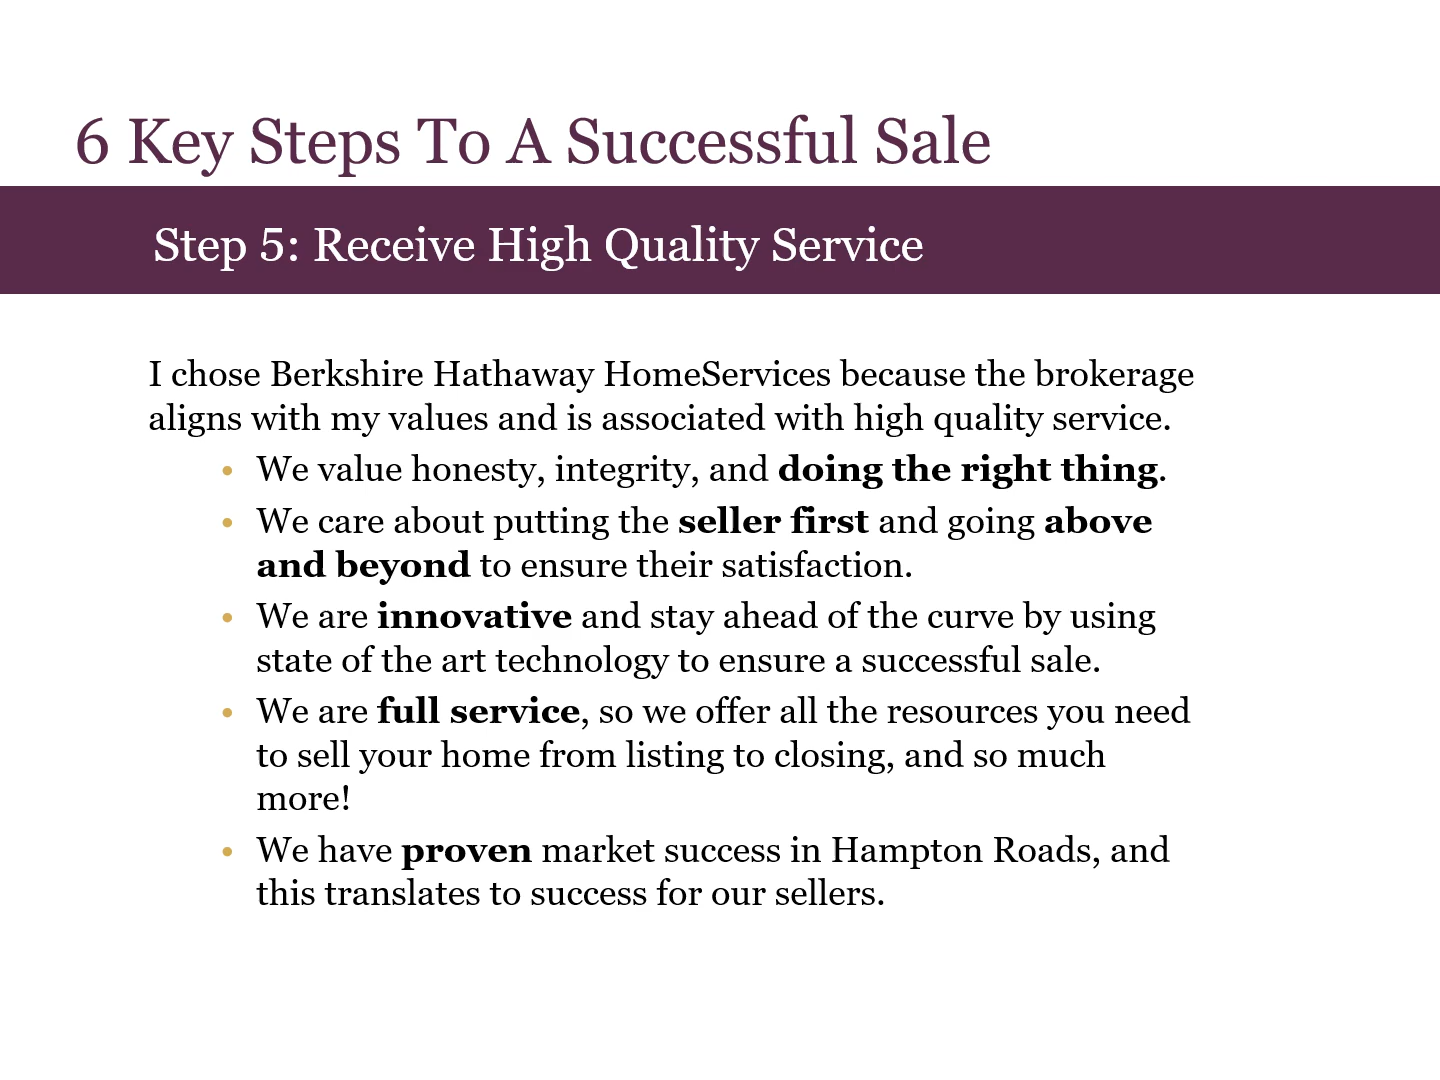 6 Key Steps To A Successful Sale
Step 5: Receive High Quality Service
I chose Berkshire Hathaway HomeServices because the brokerage
aligns with my values and is associated with high quality service.
• We value honesty, integrity, and doing the right thing.
• We care about putting the seller first and going above
and beyond to ensure their satisfaction.
• We are innovative and stay ahead of the curve by using
state of the art technology to ensure a successful sale.
• We are full service, so we offer all the resources you need
to sell your home from listing to closing, and so much
more!
• We have proven market success in Hampton Roads, and
this translates to success for our sellers.